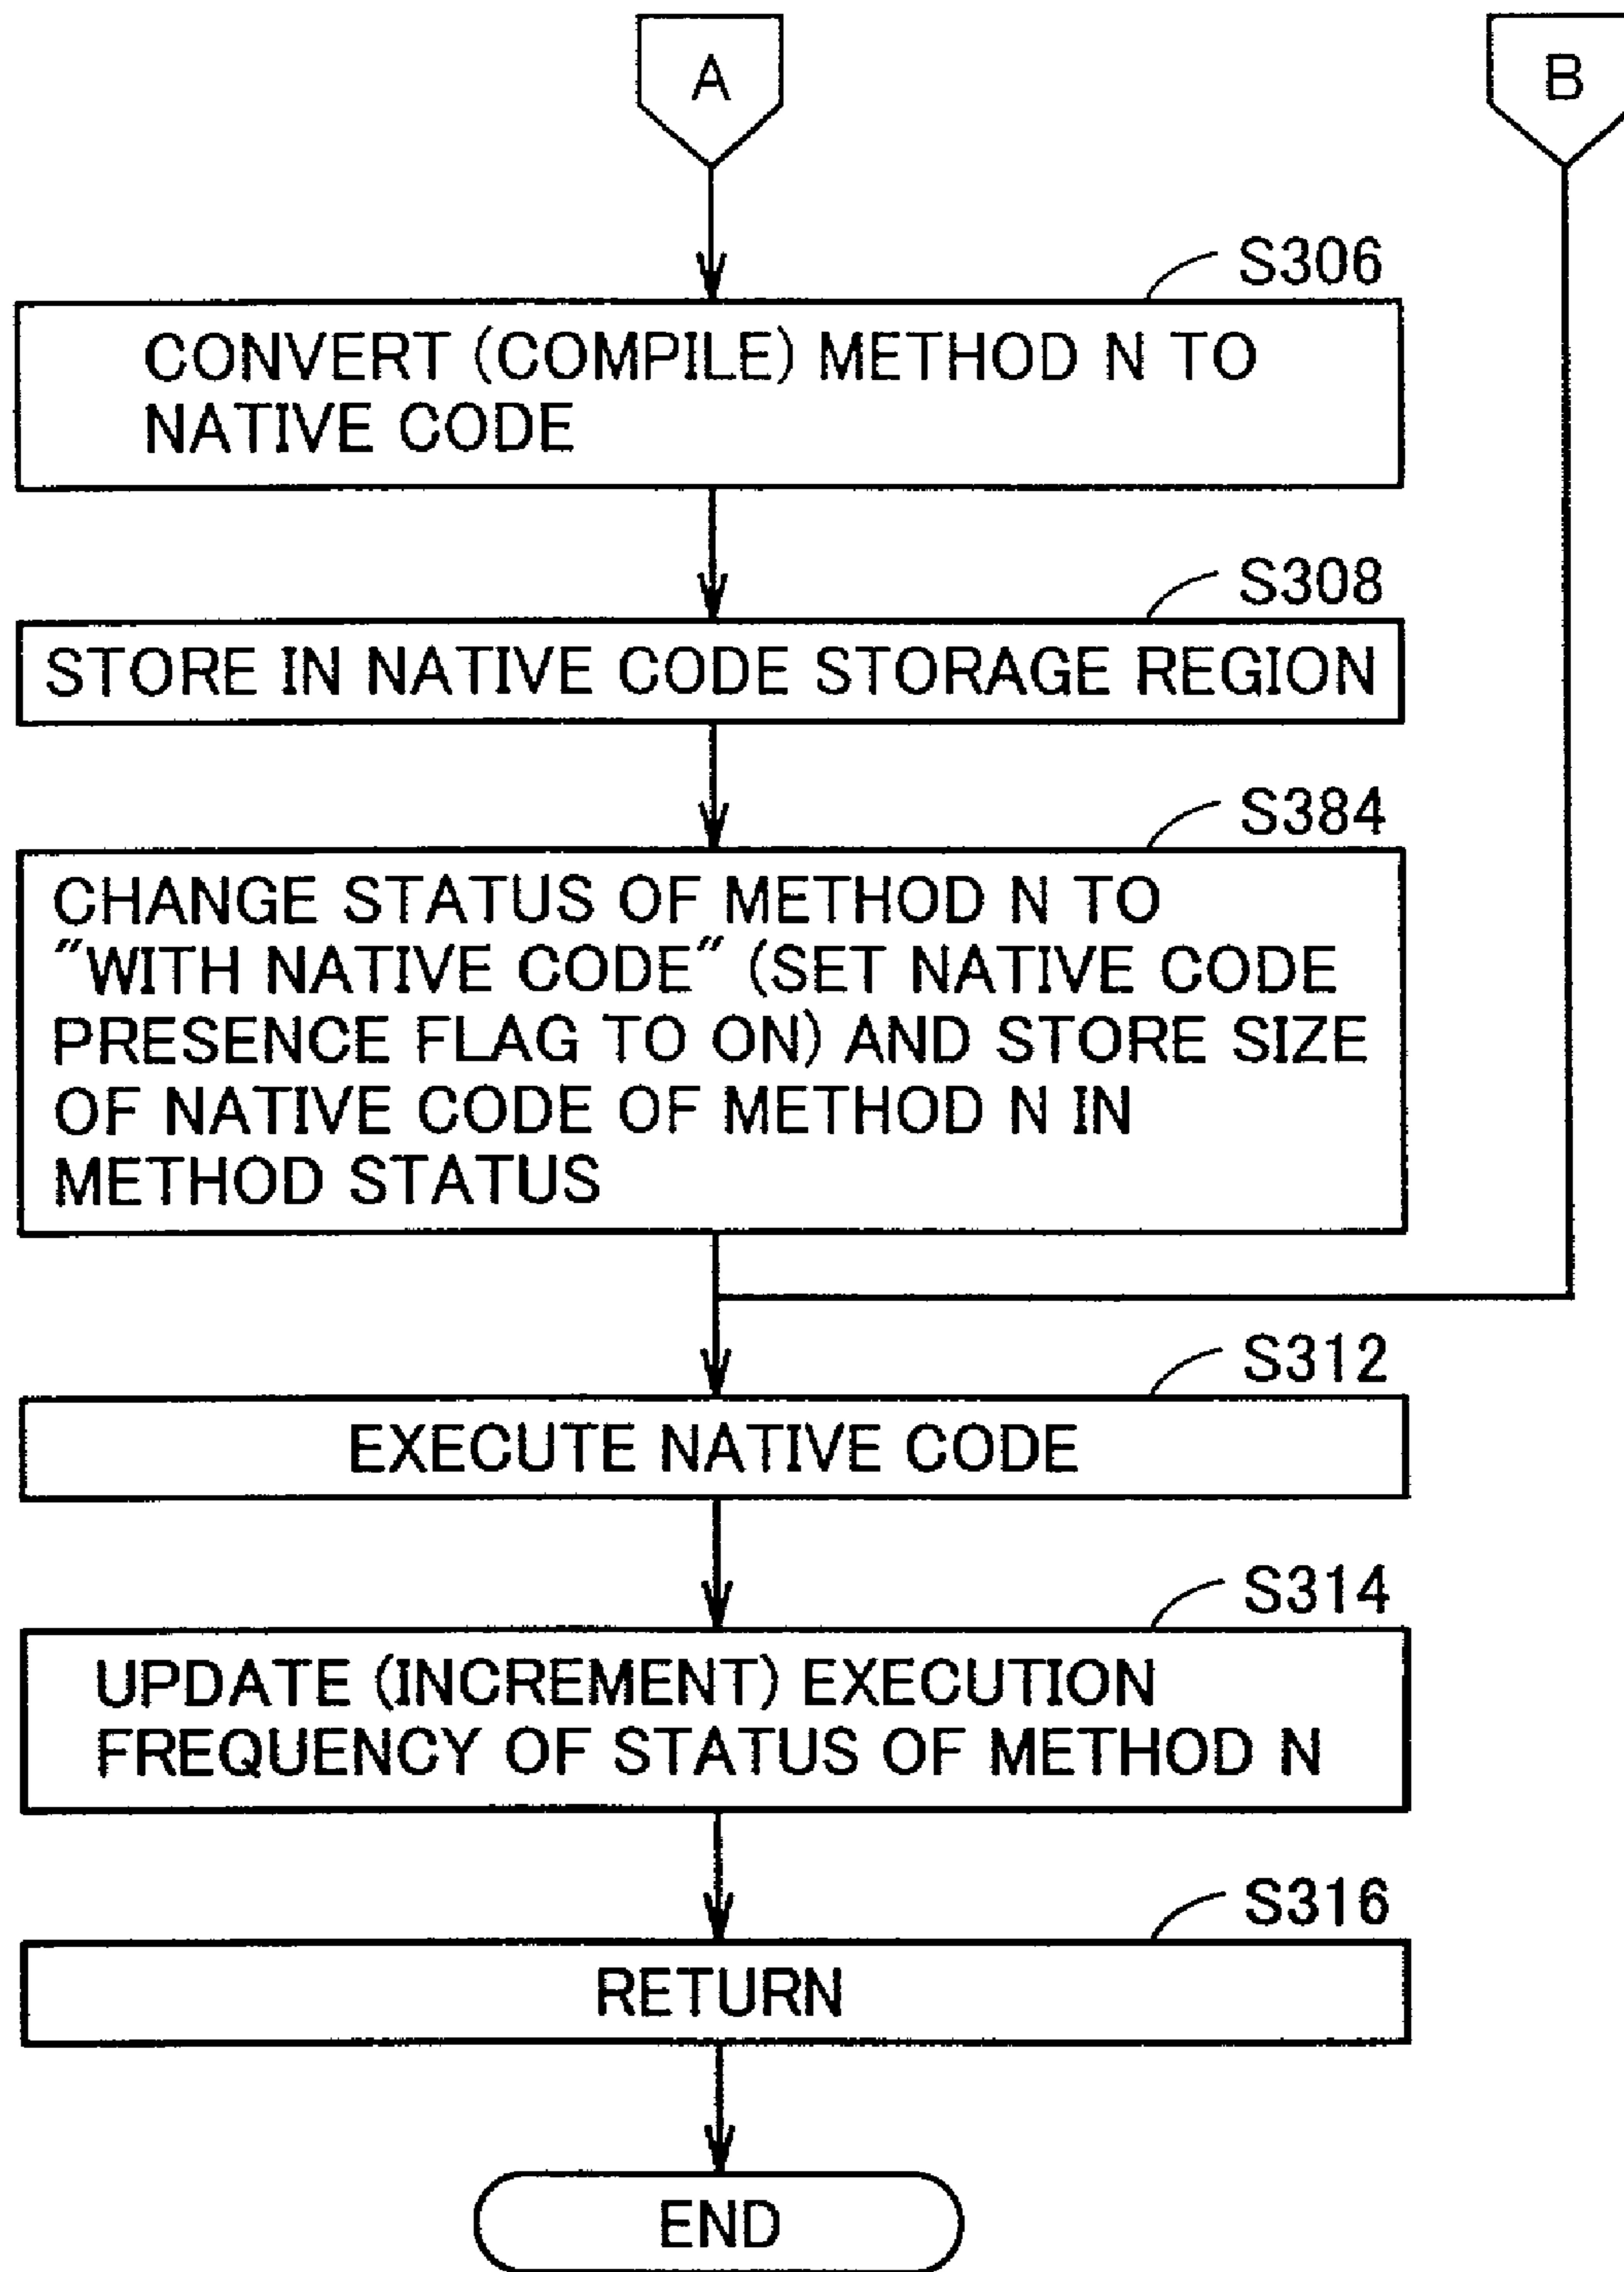 A
B
S306
CONVERT (COMPILE) METHOD N TO
NATIVE CODE
S308
STORE IN NATIVE CODE STORAGE REGION
S384
CHANGE STATUS OF METHOD N TO
"WITH NATIVE CODE" (SET NATIVE CODE
PRESENCE FLAG TO ON) AND STORE SIZE
OF NATIVE CODE OF METHOD N IN
METHOD STATUS
S312
EXECUTE NATIVE CODE
S314
UPDATE (INCREMENT) EXECUTION
FREQUENCY OF STATUS OF METHOD N
S316
RETURN
END